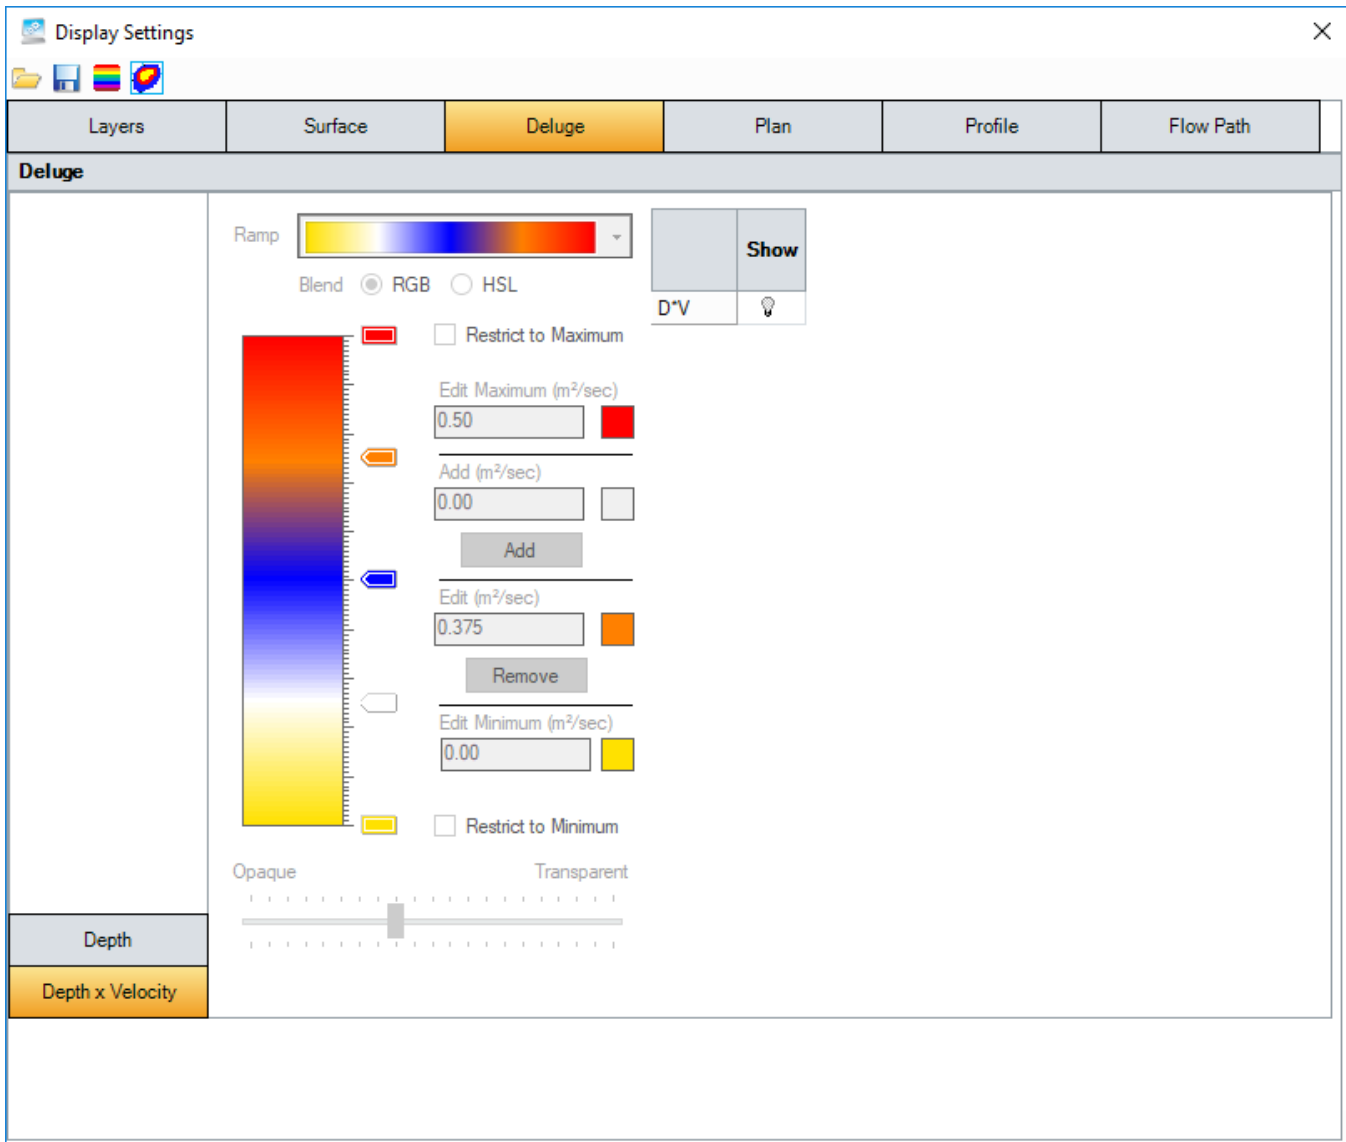 Display Settings
Layers
Surface
Deluge
Plan
Profile
Flow Path
Deluge
Ramp
Blend
RGB
HSL
Show
D*V
Restrict to Maximum
Edit Maximum (m²/sec)
0.50
Add (m²/sec)
0.00
Add
Edit (m²/sec)
0.375
Remove
Edit Minimum (m²/sec)
0.00
Restrict to Minimum
Opaque
Transparent
Depth
Depth x Velocity